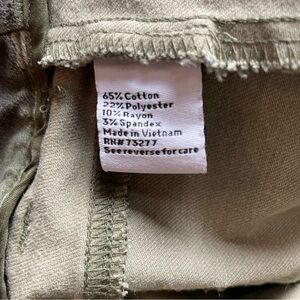 65% Cotton
22% Polyester
10% Rayon
3% Spandex
Made in Vietnam
RN# 73277
See reverse for care